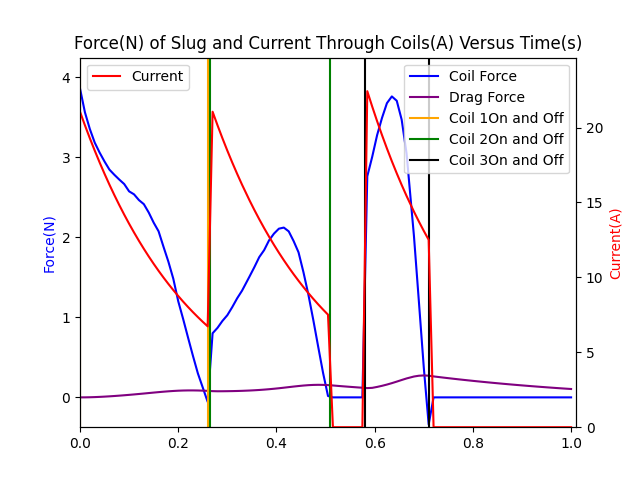 Force(N) of Slug and Current Through Coils(A) Versus Time(s)
Current
Coil Force
Drag Force
Coil 1On and Off
Coil 2On and Off
Coil 3On and Off
Force(N)
4
3
2
1
0
Current(A)
20
15
10
5
0
0.0 0.2 0.4 0.6 0.8 1.0